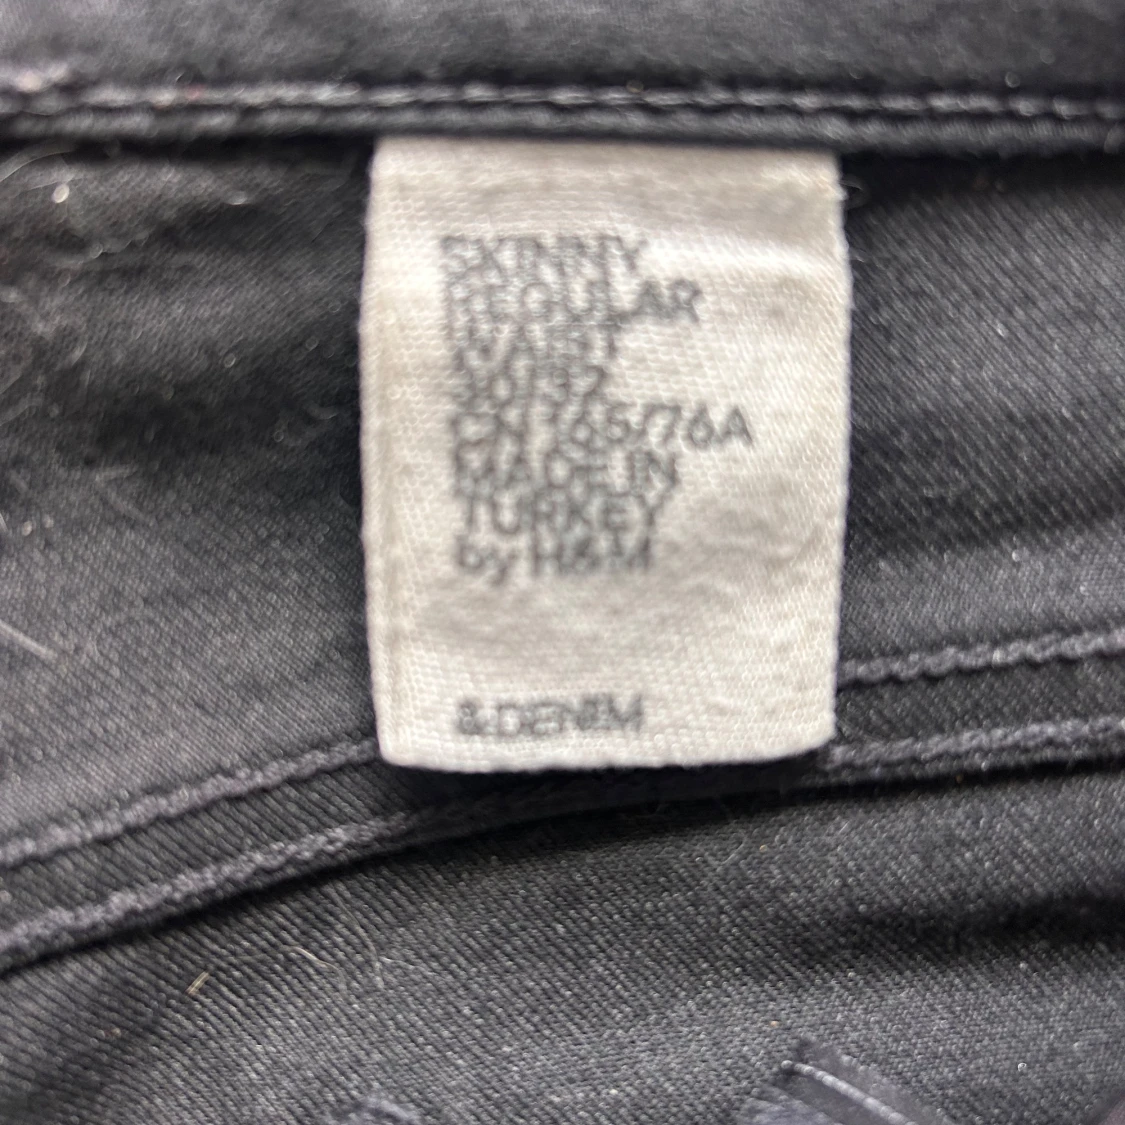 SKINNY
REGULAR
WAIST
30/32
CN 165/76A
MADE IN
TURKEY
by H&M
&DENIM